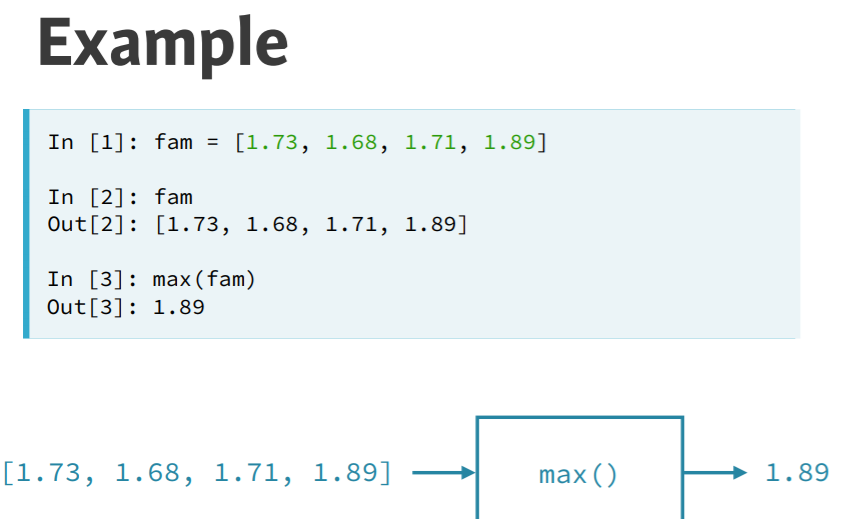 Example
In [1]: fam = [1.73, 1.68, 1.71, 1.89]
In [2]: fam
Out[2]: [1.73, 1.68, 1.71, 1.89]
In [3]: max(fam)
Out[3]: 1.89
[1.73, 1.68, 1.71, 1.89] max() 1.89